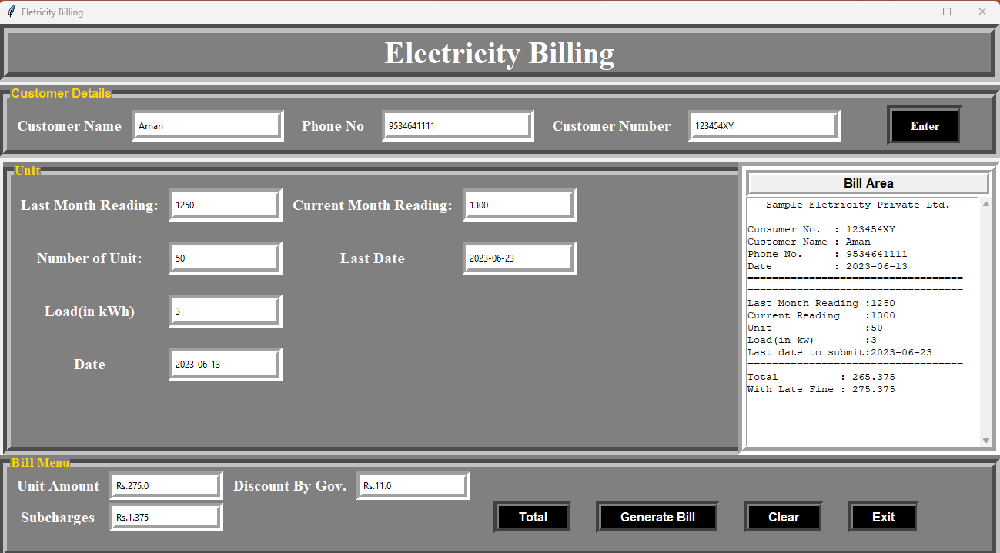 Eletricity Billing
Electricity Billing
Customer Details
Customer Name Aman Phone No 9534641111 Customer Number 123454XY Enter
Unit
Last Month Reading: 1250 Current Month Reading: 1300
Number of Unit: 50 Last Date 2023-06-23
Load(in kWh) 3
Date 2023-06-13
Bill Area
Sample Eletricity Private Ltd.
Cunsumer No. : 123454XY
Customer Name : Aman
Phone No. : 9534641111
Date : 2023-06-13
===================================
===================================
Last Month Reading :1250
Current Reading :1300
Unit :50
Load(in kw) :3
Last date to submit:2023-06-23
===================================
Total : 265.375
With Late Fine : 275.375
Bill Menu
Unit Amount Rs.275.0 Discount By Gov. Rs.11.0
Subcharges Rs.1.375 Total Generate Bill Clear Exit